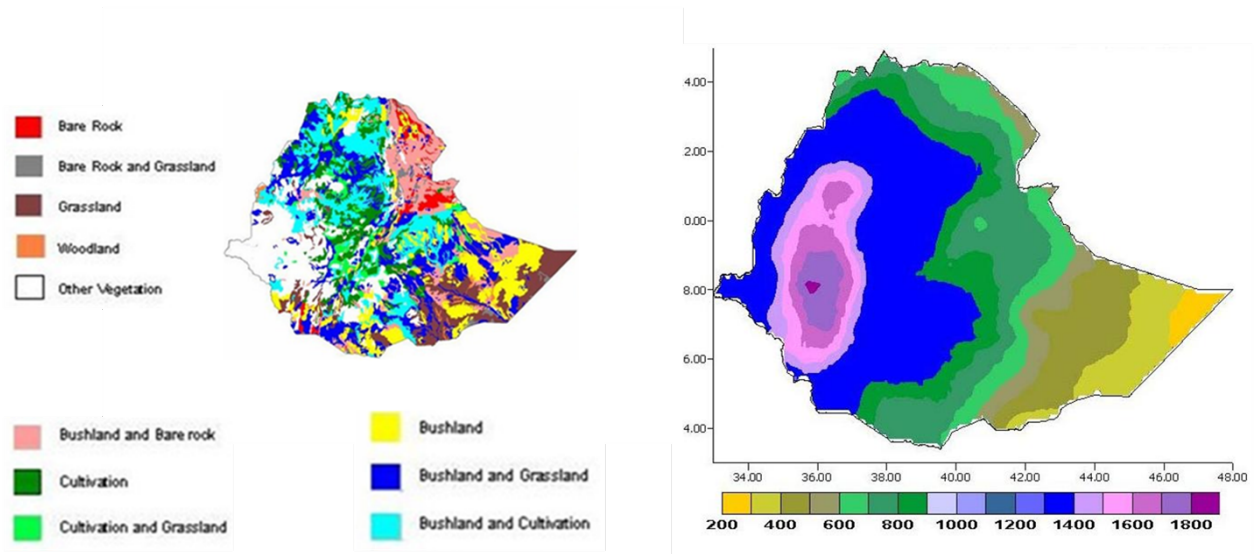 Bare Rock
Bare Rock and Grassland
Grassland
Woodland
Other Vegetation
Bushland and Bare rock
Cultivation
Cultivation and Grassland
Bushland
Bushland and Grassland
Bushland and Cultivation
4.00
2.00
0.00
8.00
6.00
4.00
34.00 36.00 38.00 40.00 42.00 44.00 46.00 48.00
200 400 600 800 1000 1200 1400 1600 1800